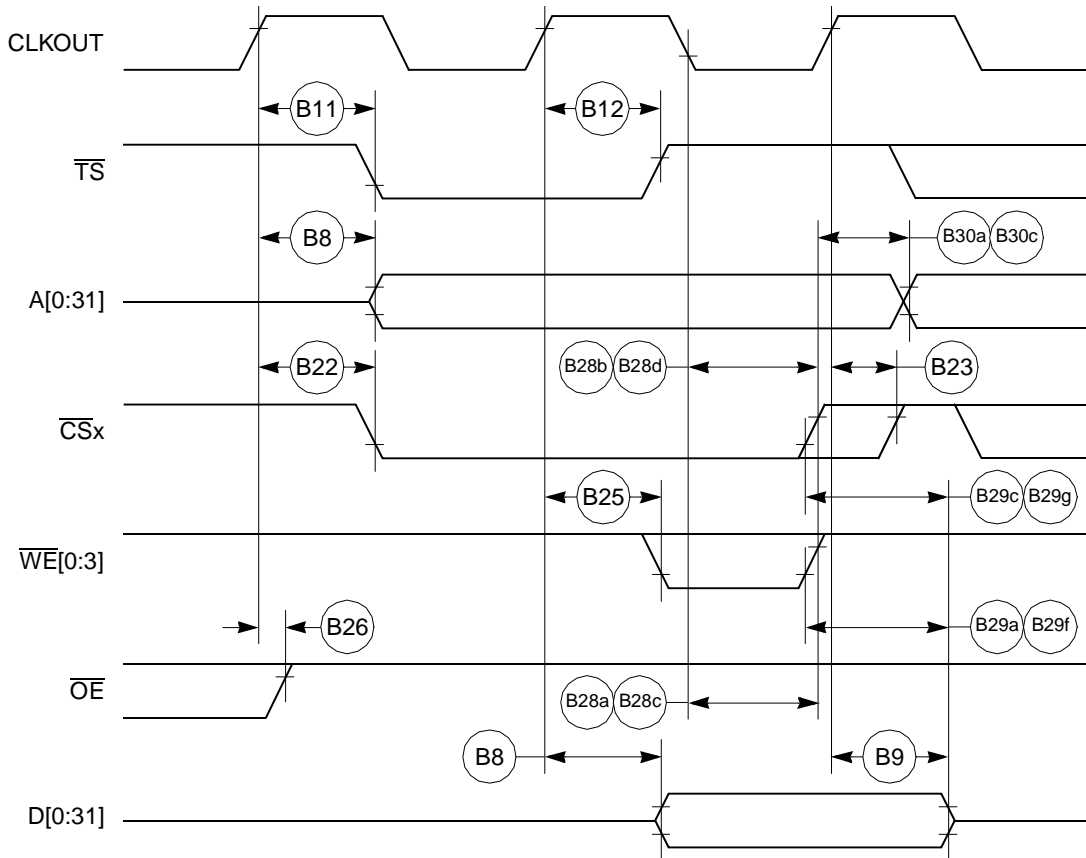 CLKOUT
B11
B12
TS
B8
B30a B30c
A[0:31]
B22
B28b B28d
B23
CSx
B25
B29c B29g
WE[0:3]
B26
B29a B29f
OE
B28a B28c
B8
B9
D[0:31]